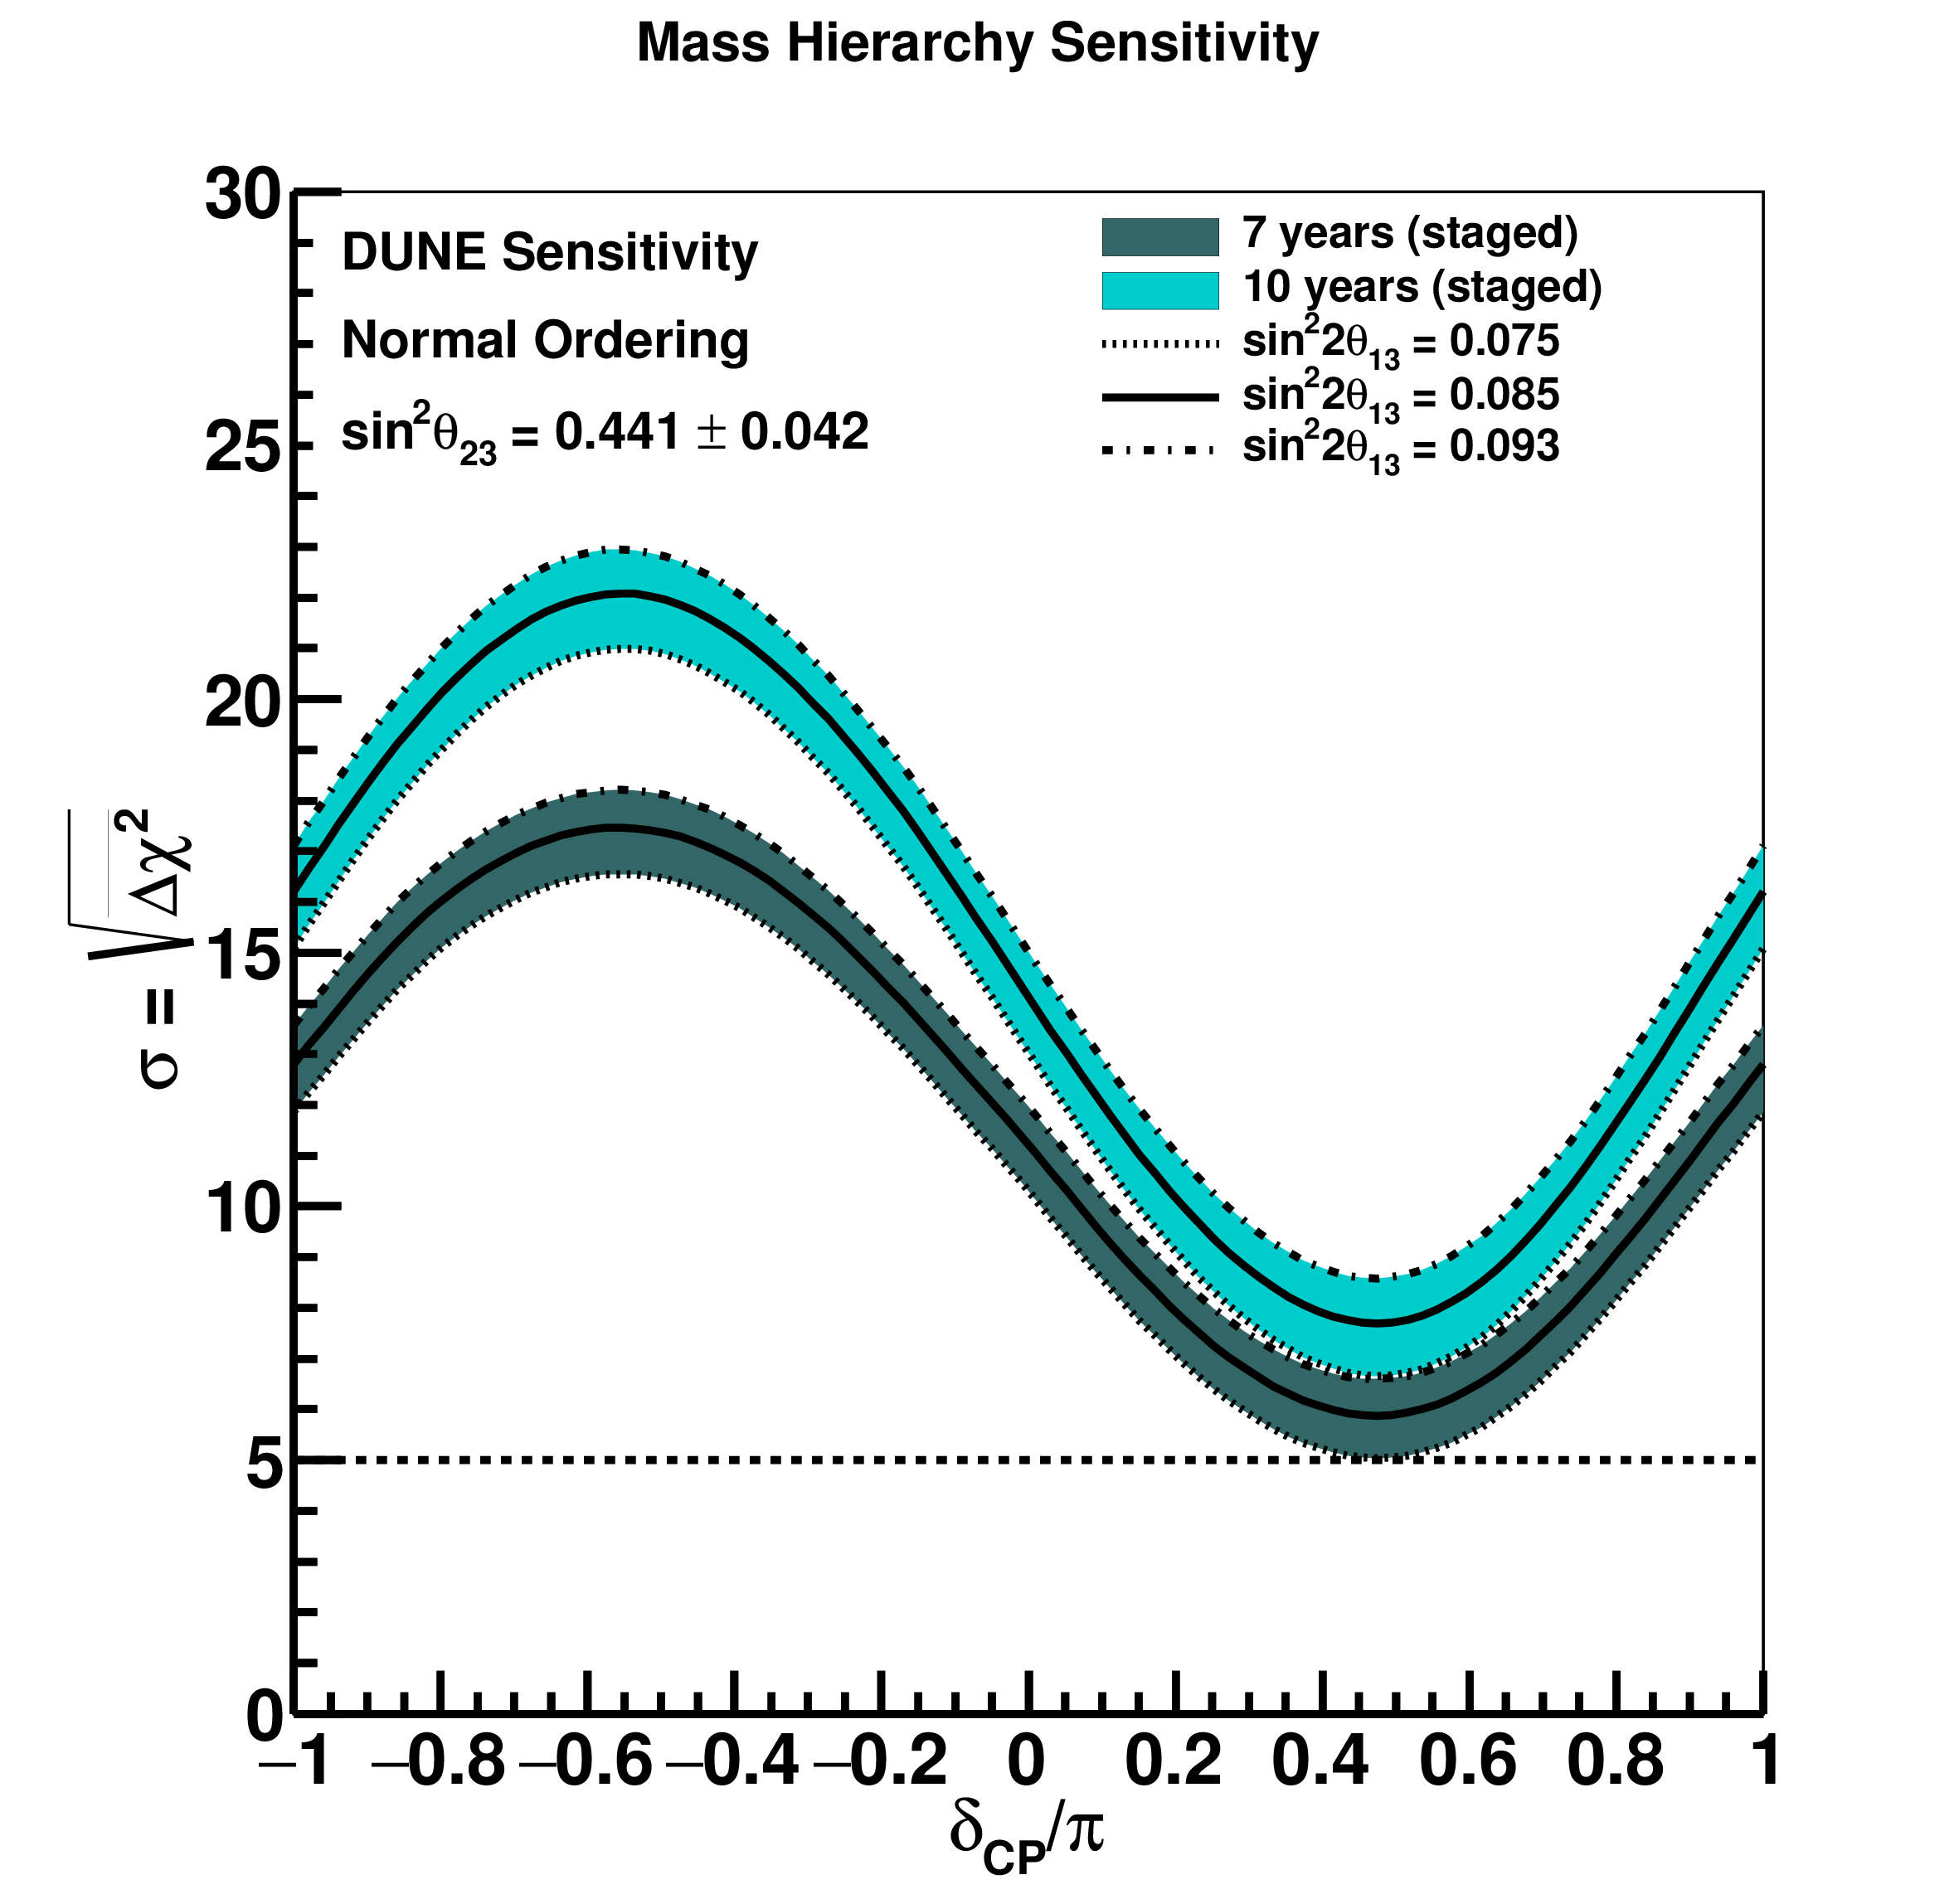 Mass Hierarchy Sensitivity
DUNE Sensitivity
Normal Ordering
sin²θ₂₃ = 0.441 ± 0.042
7 years (staged)
10 years (staged)
sin²2θ₁₃ = 0.075
sin²2θ₁₃ = 0.085
sin²2θ₁₃ = 0.093
σ = √Δχ²
30
25
20
15
10
5
0
−1 −0.8 −0.6 −0.4 −0.2 0 0.2 0.4 0.6 0.8 1
δ_CP/π